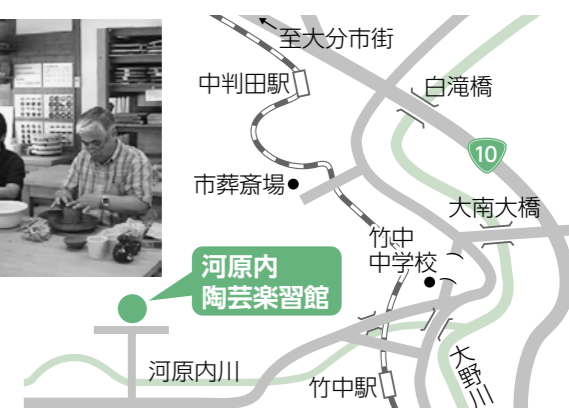 至大分市街
中判田駅
白滝橋
10
市葬斎場
大南大橋
竹中
中学校
河原内
陶芸楽習館
河原内川
竹中駅
大野川